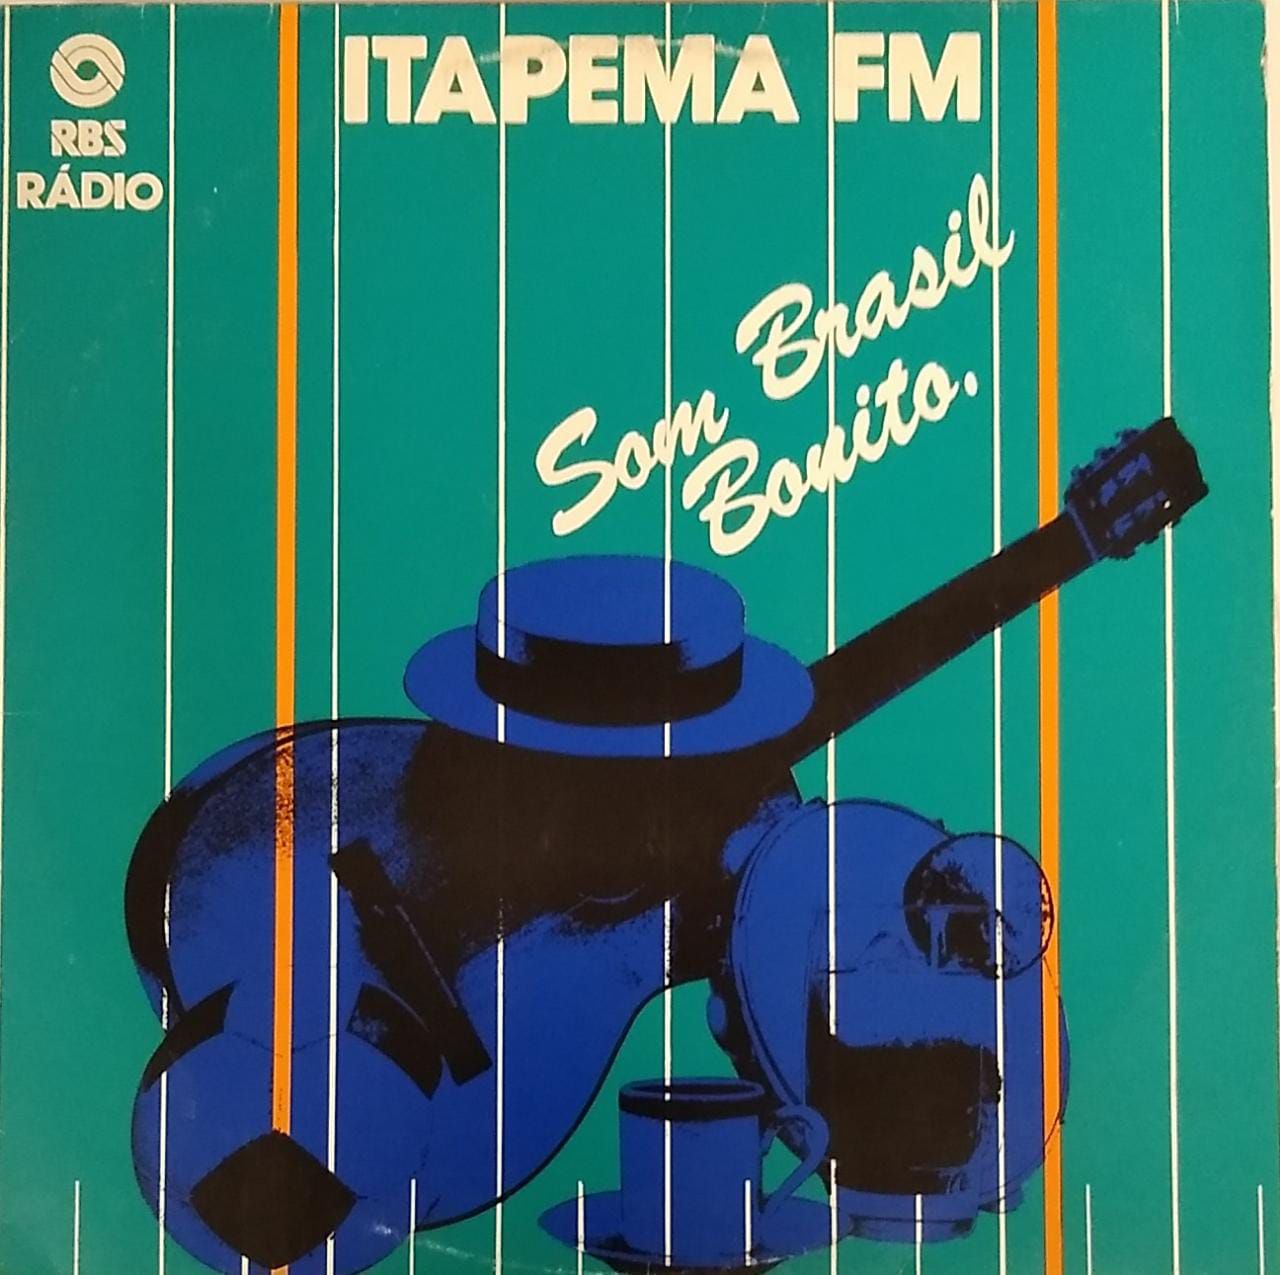 RBS
RÁDIO
ITAPEMA FM
Som Brasil
Bonito.